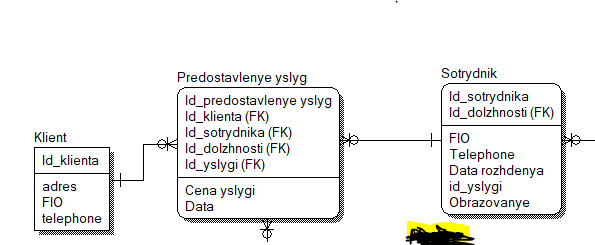 Predostavlenye yslyg
Id_predostavlenye yslyg
Id_klienta (FK)
Id_sotrydnika (FK)
Id_dolzhnosti (FK)
Id_yslygi (FK)
Cena yslygi
Data
Sotrydnik
Id_sotrydnika
Id_dolzhnosti (FK)
FIO
Telephone
Data rozhdenya
id_yslygi
Obrazovanye
Klient
Id_klienta
adres
FIO
telephone